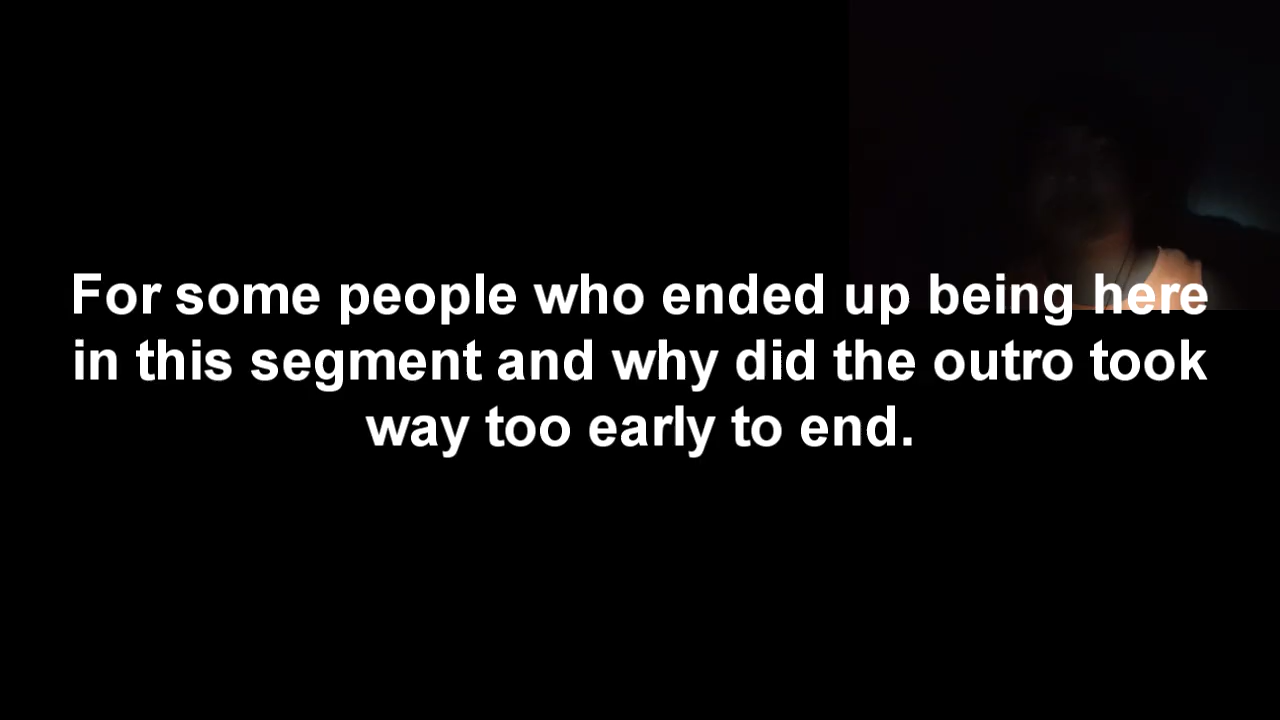 For some people who ended up being here
in this segment and why did the outro took
way too early to end.